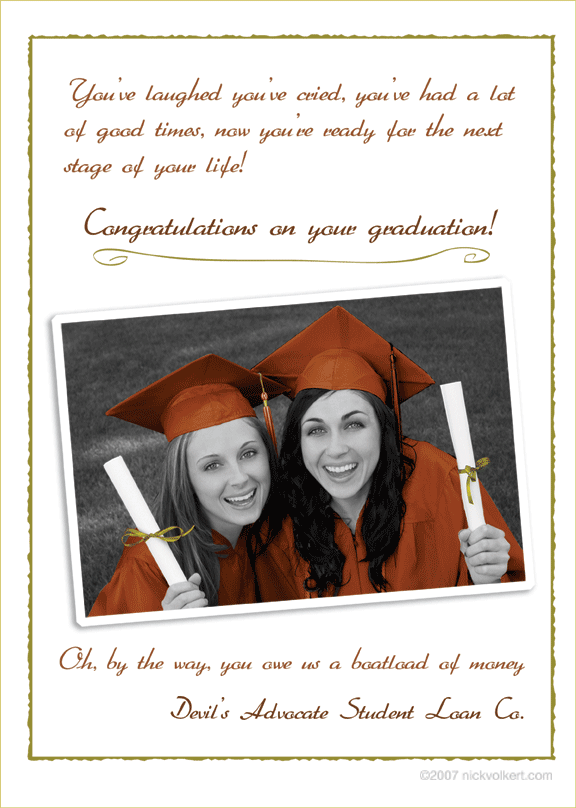 You've laughed you've cried, you've had a lot
of good times, now you're ready for the next
stage of your life!
Congratulations on your graduation!
Oh, by the way, you owe us a boatload of money
Devil's Advocate Student Loan Co.
©2007 nickvolkert.com